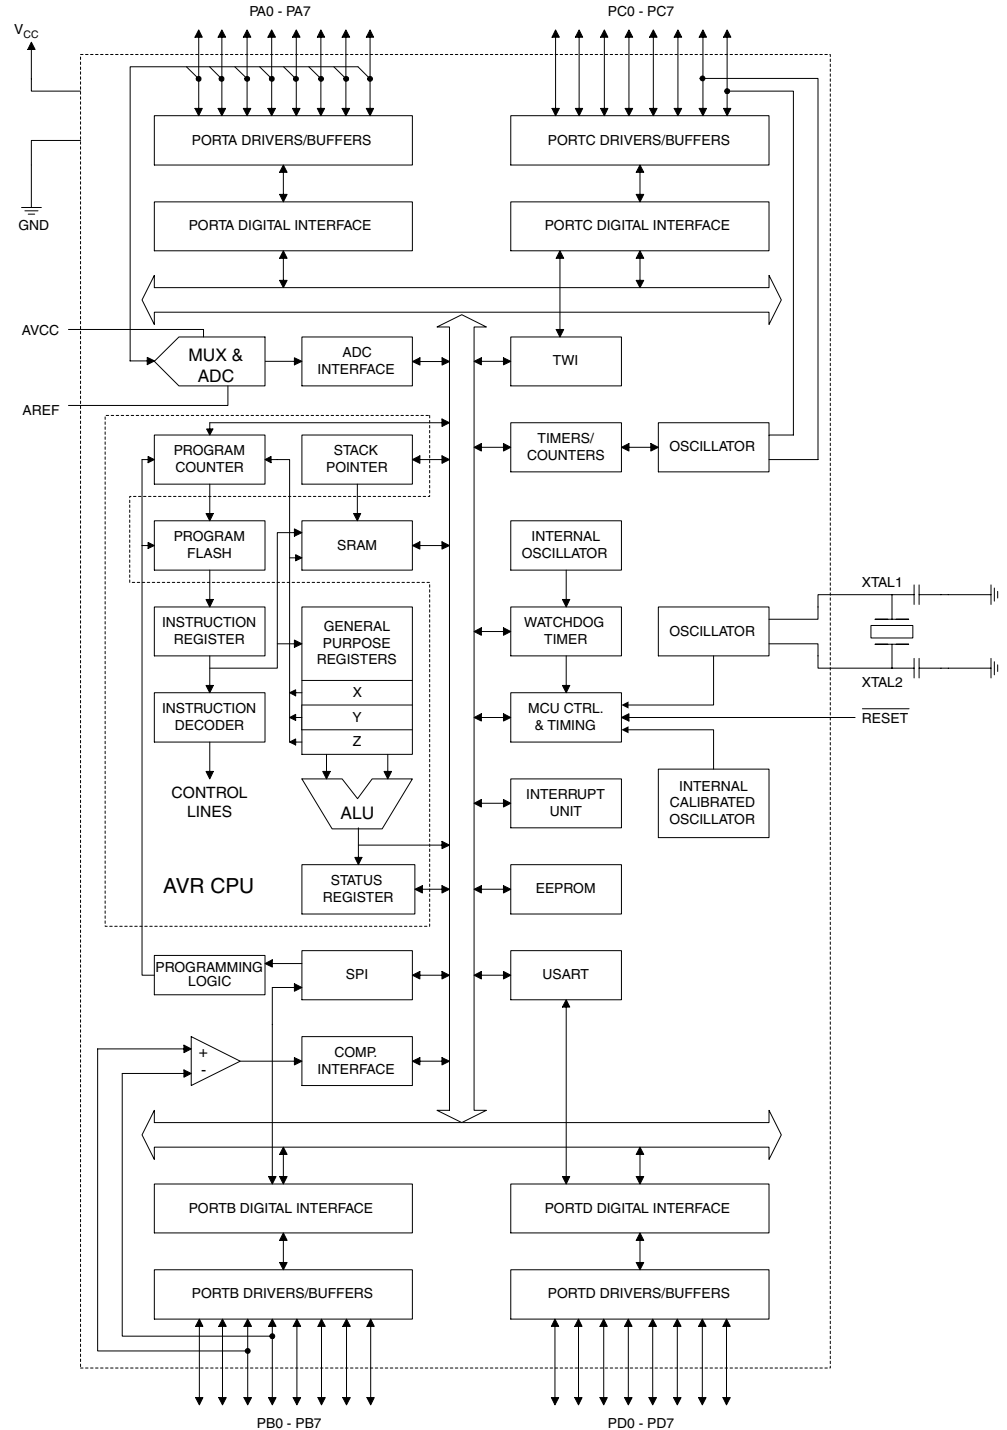 PA0 - PA7
PC0 - PC7
VCC
PORTA DRIVERS/BUFFERS
PORTC DRIVERS/BUFFERS
GND
PORTA DIGITAL INTERFACE
PORTC DIGITAL INTERFACE
AVCC
MUX &
ADC
ADC
INTERFACE
TWI
AREF
PROGRAM
COUNTER
STACK
POINTER
TIMERS/
COUNTERS
OSCILLATOR
PROGRAM
FLASH
SRAM
INTERNAL
OSCILLATOR
XTAL1
INSTRUCTION
REGISTER
GENERAL
PURPOSE
REGISTERS
WATCHDOG
TIMER
OSCILLATOR
XTAL2
X
INSTRUCTION
DECODER
Y
Z
MCU CTRL.
& TIMING
RESET
CONTROL
LINES
ALU
INTERRUPT
UNIT
INTERNAL
CALIBRATED
OSCILLATOR
AVR CPU
STATUS
REGISTER
EEPROM
PROGRAMMING
LOGIC
SPI
USART
+
-
COMP.
INTERFACE
PORTB DIGITAL INTERFACE
PORTD DIGITAL INTERFACE
PORTB DRIVERS/BUFFERS
PORTD DRIVERS/BUFFERS
PB0 - PB7
PD0 - PD7